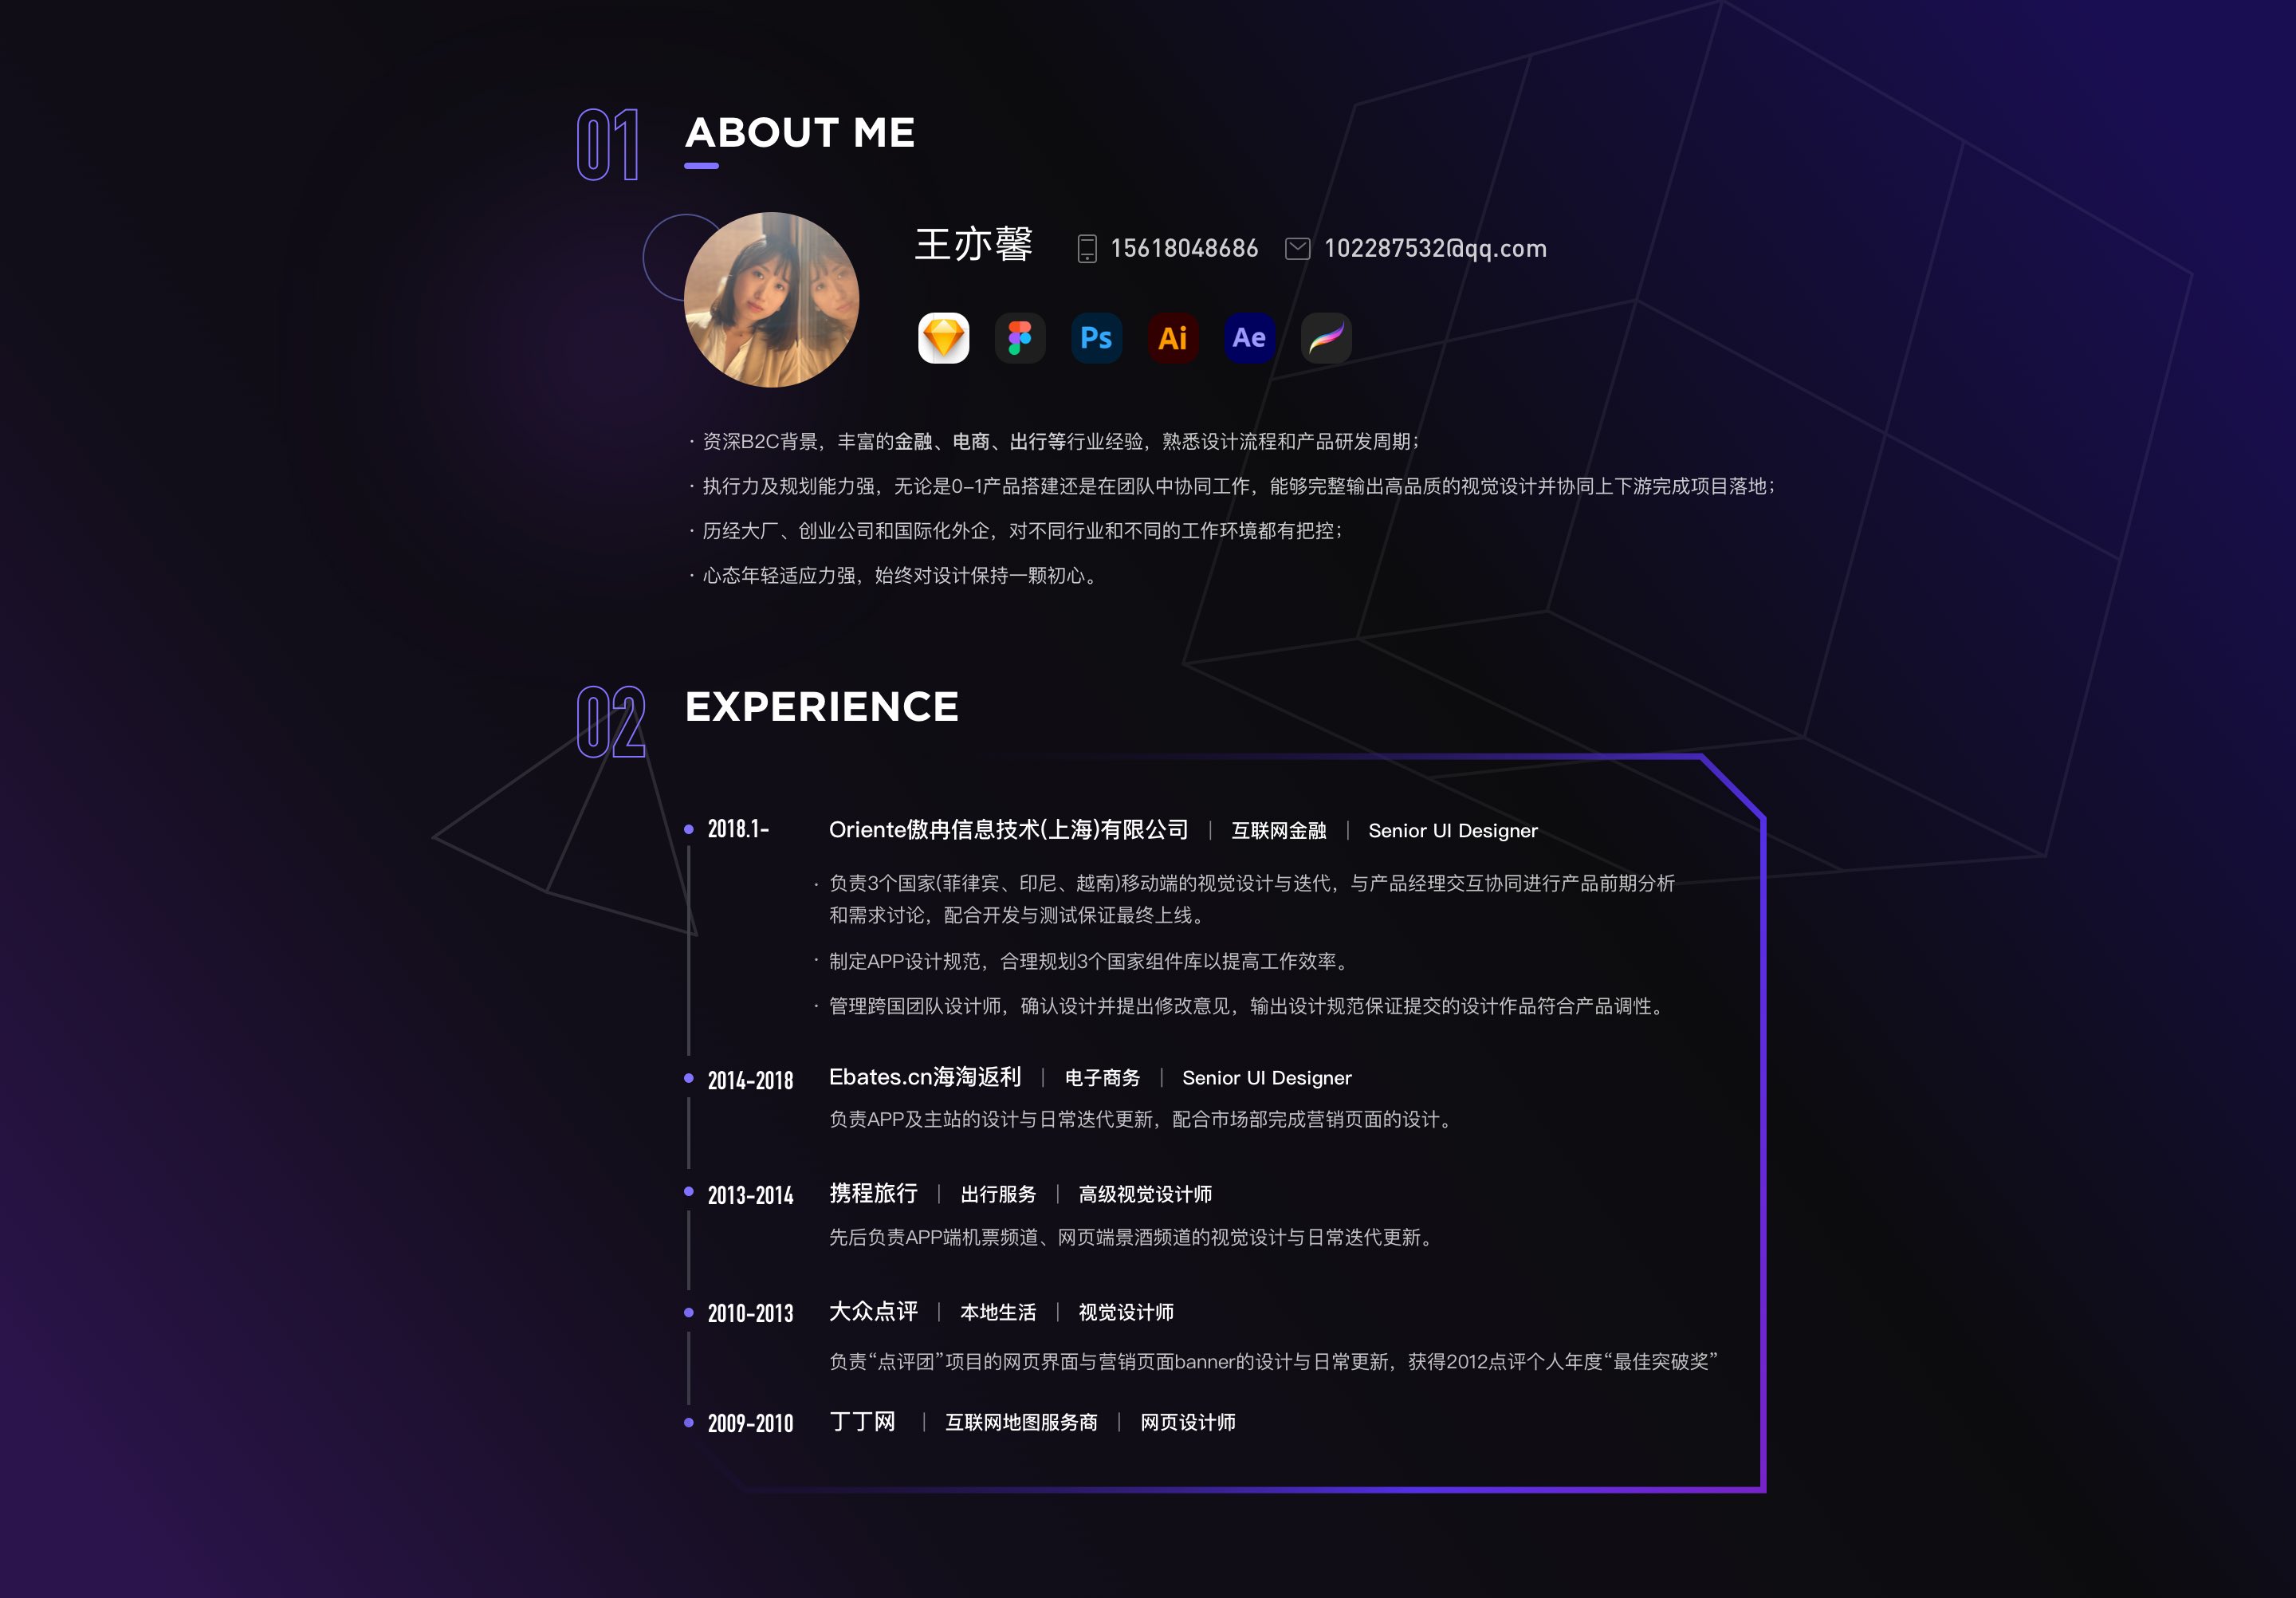 01
ABOUT ME
王亦馨 15618048686 102287532@qq.com
Ps Ai Ae
· 资深B2C背景，丰富的金融、电商、出行等行业经验，熟悉设计流程和产品研发周期；
· 执行力及规划能力强，无论是0-1产品搭建还是在团队中协同工作，能够完整输出高品质的视觉设计并协同上下游完成项目落地；
· 历经大厂、创业公司和国际化外企，对不同行业和不同的工作环境都有把控；
· 心态年轻适应力强，始终对设计保持一颗初心。
02
EXPERIENCE
2018.1- Oriente傲冉信息技术(上海)有限公司 | 互联网金融 | Senior UI Designer
· 负责3个国家(菲律宾、印尼、越南)移动端的视觉设计与迭代，与产品经理交互协同进行产品前期分析
和需求讨论，配合开发与测试保证最终上线。
· 制定APP设计规范，合理规划3个国家组件库以提高工作效率。
· 管理跨国团队设计师，确认设计并提出修改意见，输出设计规范保证提交的设计作品符合产品调性。
2014-2018 Ebates.cn海淘返利 | 电子商务 | Senior UI Designer
负责APP及主站的设计与日常迭代更新，配合市场部完成营销页面的设计。
2013-2014 携程旅行 | 出行服务 | 高级视觉设计师
先后负责APP端机票频道、网页端景酒频道的视觉设计与日常迭代更新。
2010-2013 大众点评 | 本地生活 | 视觉设计师
负责“点评团”项目的网页界面与营销页面banner的设计与日常更新，获得2012点评个人年度“最佳突破奖”
2009-2010 丁丁网 | 互联网地图服务商 | 网页设计师